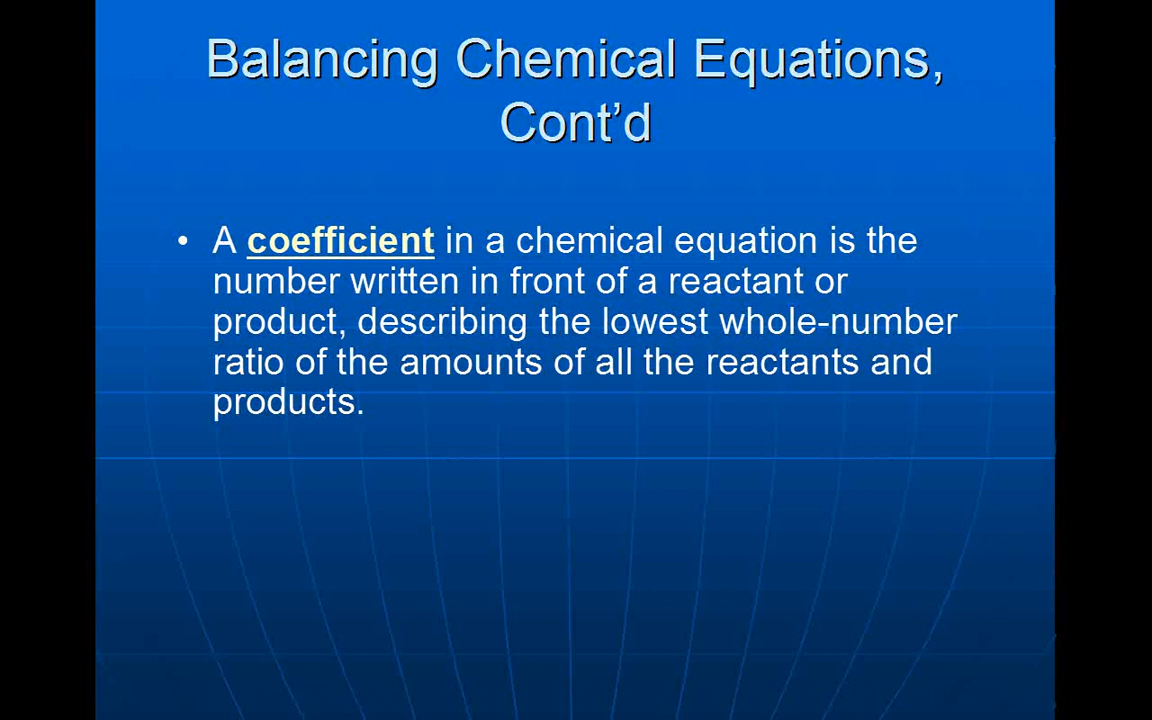 Balancing Chemical Equations,
Cont’d
• A coefficient in a chemical equation is the
number written in front of a reactant or
product, describing the lowest whole-number
ratio of the amounts of all the reactants and
products.